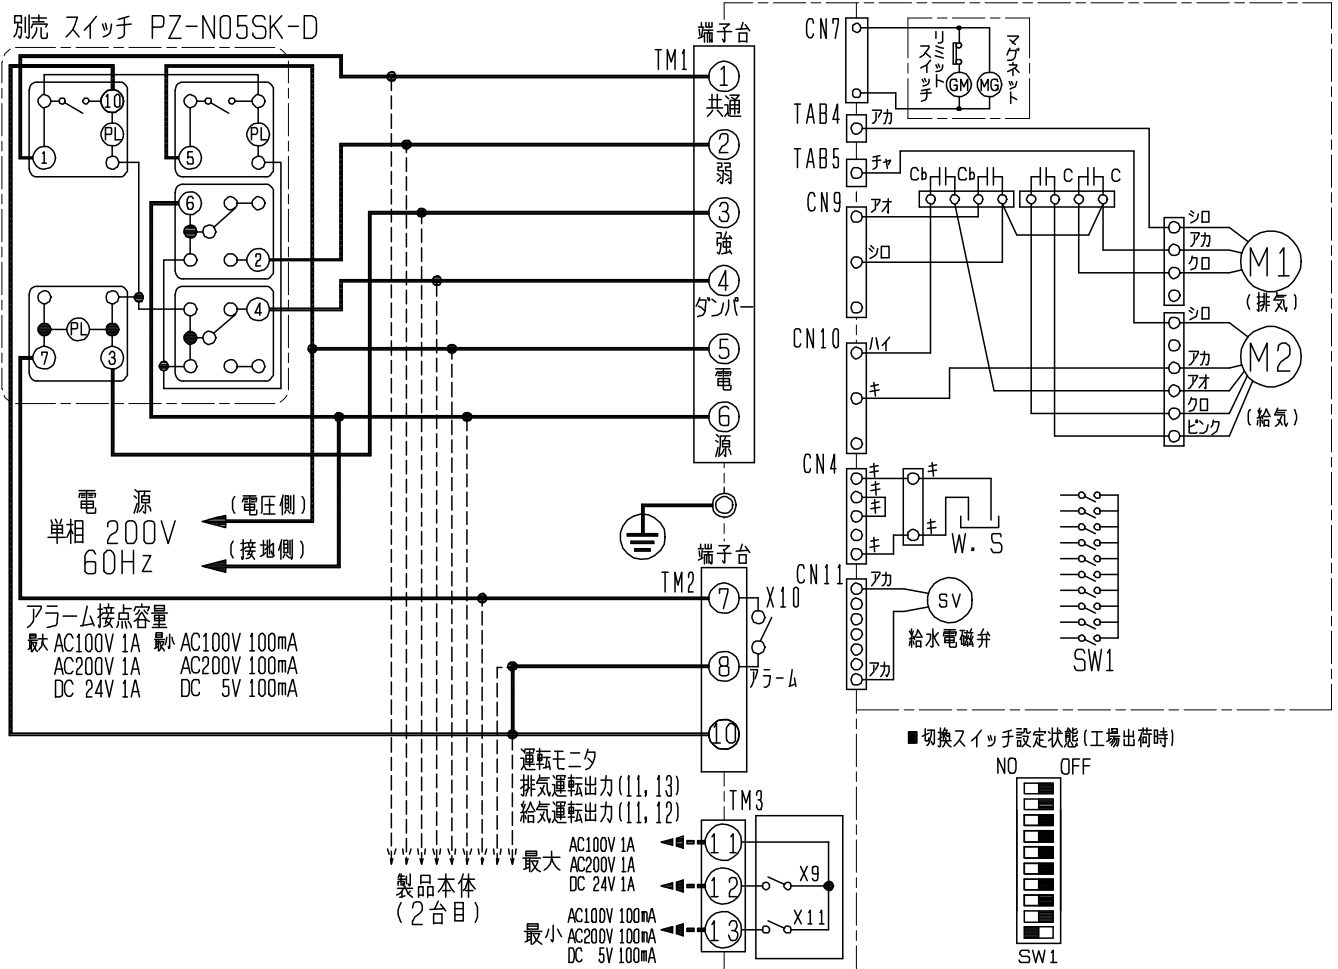 別売 スイッチ PZ-N05SK-D
10
PL
1
PL
5
6
2
4
PL
7
3
端子台
TM1
1
共通
2
弱
3
強
4
ダンパー
5
電
6
源
電 源
単相 200V
60Hz
(電圧側)
(接地側)
アラーム接点容量
最大 AC100V 1A 最小 AC100V 100mA
AC200V 1A AC200V 100mA
DC 24V 1A DC 5V 100mA
端子台
TM2
7
X10
8
アラーム
10
運転モニタ
排気運転出力(11, 13)
給気運転出力(11, 12)
TM3
最大
AC100V 1A
AC200V 1A
DC 24V 1A
最小
AC100V 100mA
AC200V 100mA
DC 5V 100mA
11
12
X9
13
X11
製品本体
(2台目)
CN7
リミット
スイッチ
マグネット
GM
MG
TAB4
アカ
TAB5
チャ
Cb
Cb
C
C
CN9
アオ
シロ
シロ
アカ
クロ
M1
(排気)
CN10
ハイ
キ
シロ
アカ
アオ
クロ
ピンク
M2
(給気)
CN4
キ
キ
キ
キ
キ
キ
W. S
CN11
アカ
SV
給水電磁弁
アカ
SW1
■切換スイッチ設定状態(工場出荷時)
NO OFF
SW1